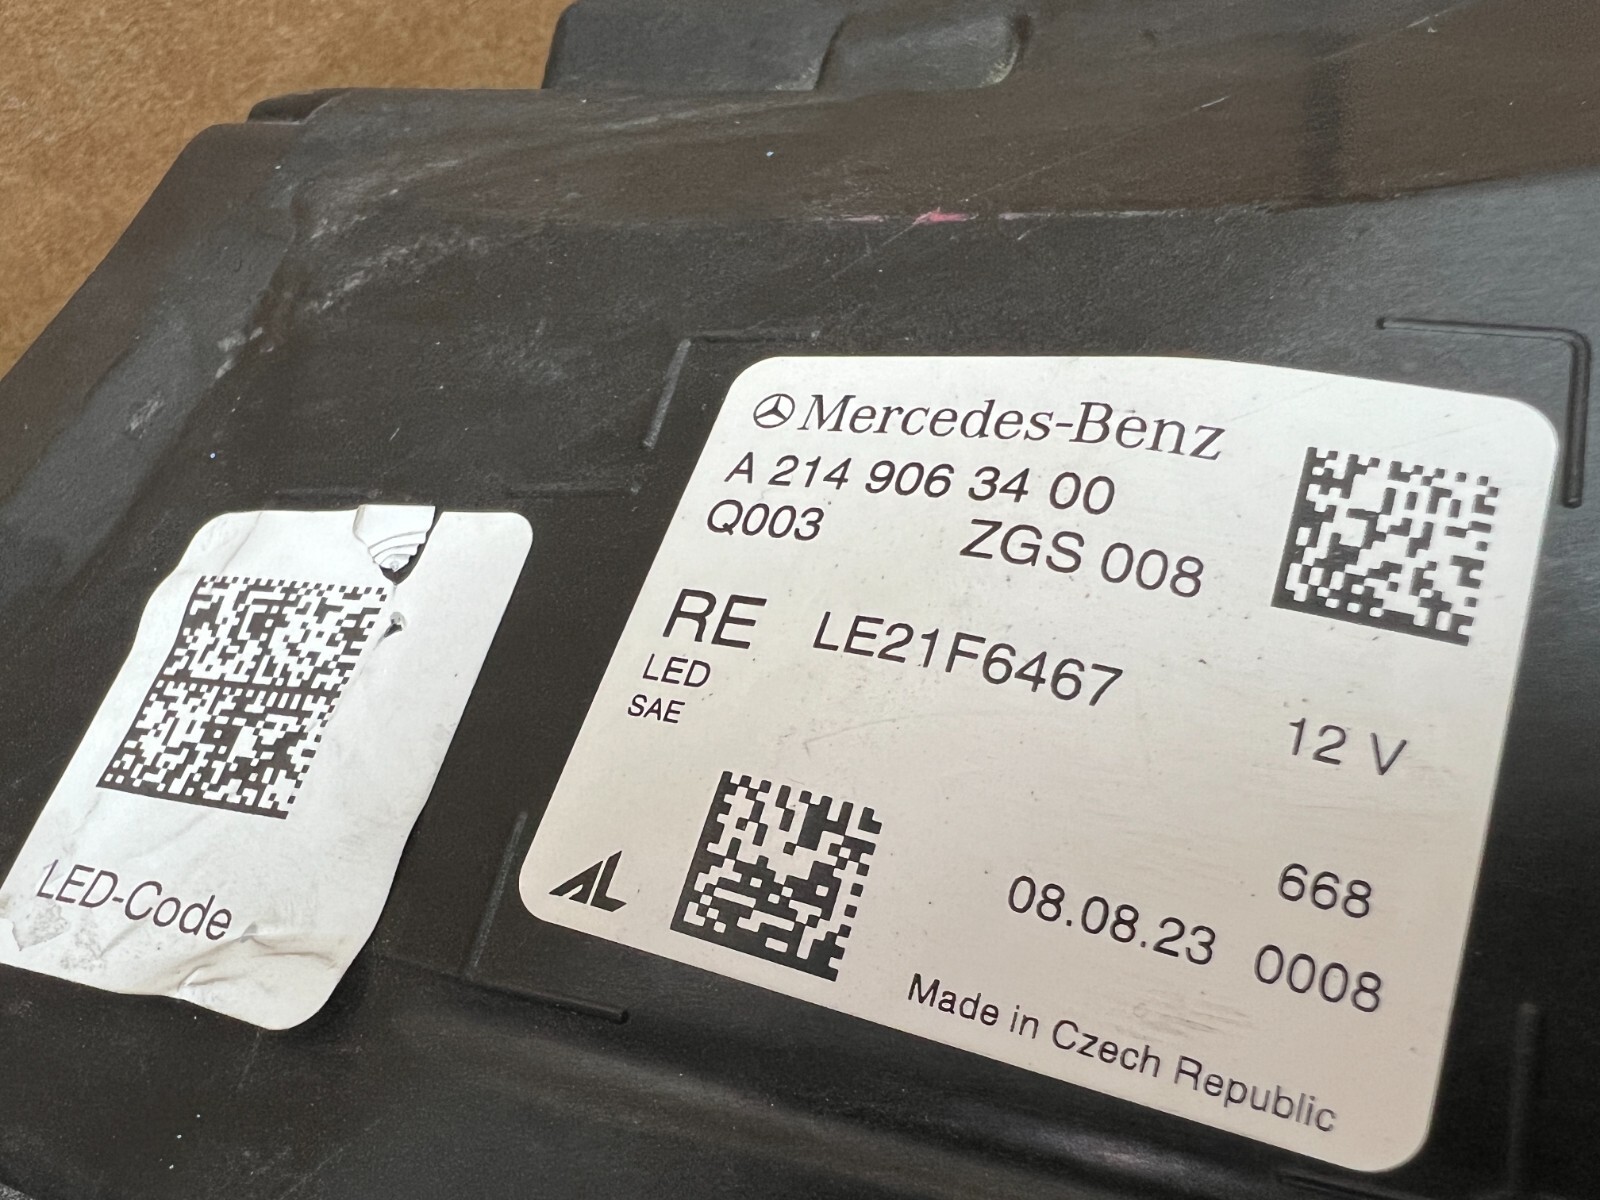 Mercedes-Benz
A 214 906 34 00
Q003 ZGS 008
RE LE21F6467
LED
SAE
12 V
668
08.08.23 0008
AL
Made in Czech Republic
LED-Code